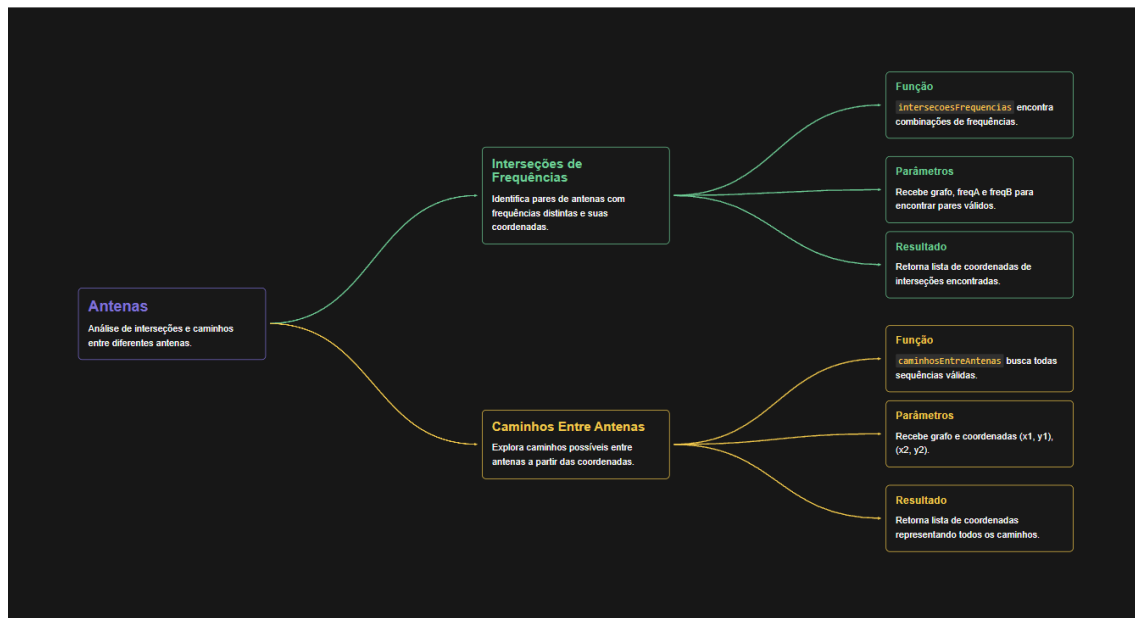 Antenas
Análise de interseções e caminhos
entre diferentes antenas.
Interseções de
Frequências
Identifica pares de antenas com
frequências distintas e suas
coordenadas.
Função
intersecoesFrequencias encontra
combinações de frequências.
Parâmetros
Recebe grafo, freqA e freqB para
encontrar pares válidos.
Resultado
Retorna lista de coordenadas de
interseções encontradas.
Caminhos Entre Antenas
Explora caminhos possíveis entre
antenas a partir das coordenadas.
Função
caminhosEntreAntenas busca todas
sequências válidas.
Parâmetros
Recebe grafo e coordenadas (x1, y1),
(x2, y2).
Resultado
Retorna lista de coordenadas
representando todos os caminhos.